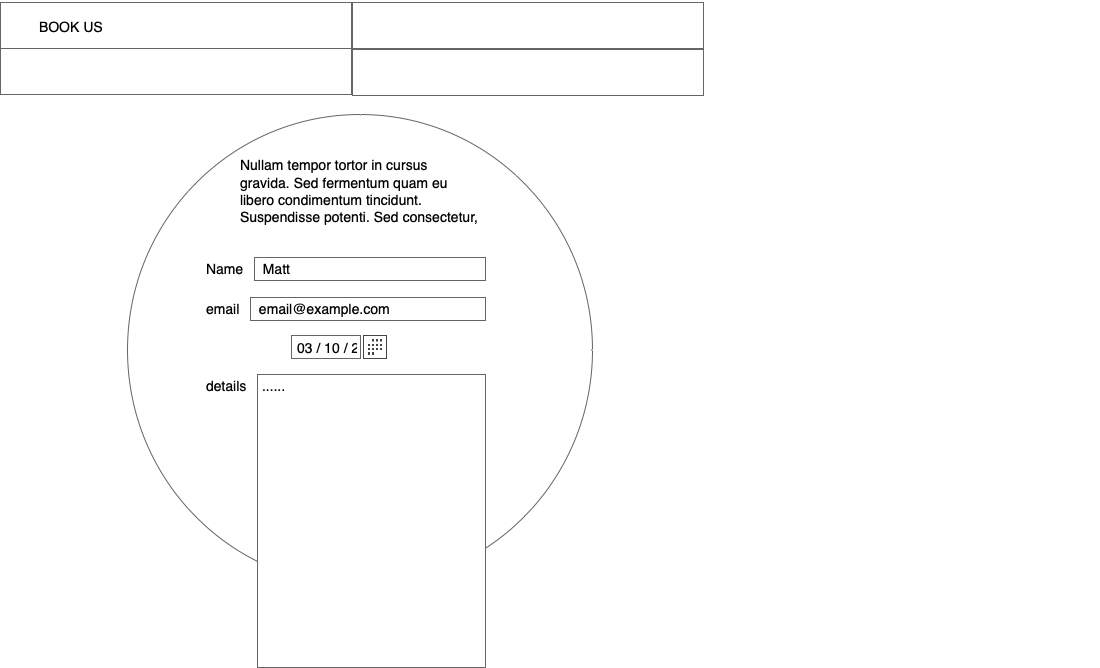 BOOK US
Nullam tempor tortor in cursus
gravida. Sed fermentum quam eu
libero condimentum tincidunt.
Suspendisse potenti. Sed consectetur,
Name Matt
email email@example.com
03 / 10 / 2
details ......